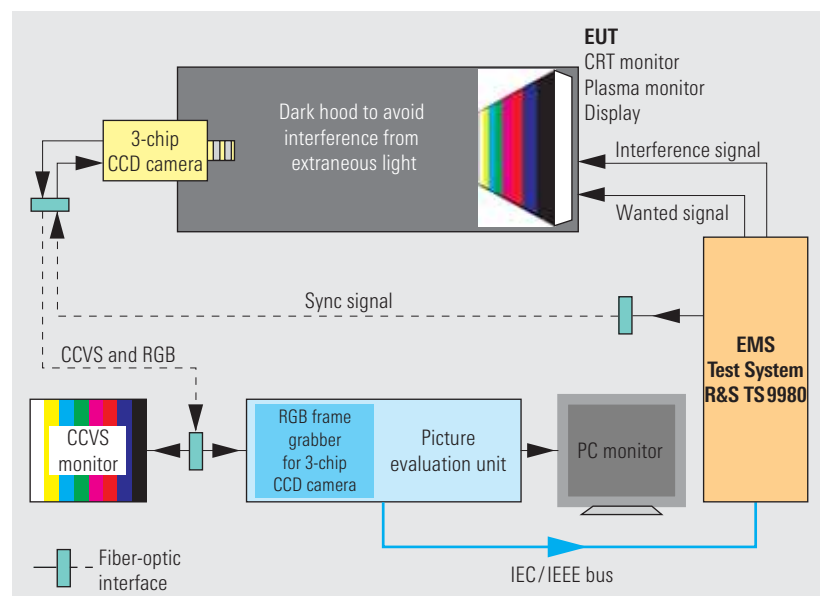 EUT
CRT monitor
Plasma monitor
Display
Dark hood to avoid
interference from
extraneous light
3-chip
CCD camera
Interference signal
Wanted signal
Sync signal
EMS
Test System
R&S TS 9980
CCVS and RGB
CCVS
monitor
RGB frame
grabber
for 3-chip
CCD camera
Picture
evaluation unit
PC monitor
Fiber-optic
interface
IEC/IEEE bus